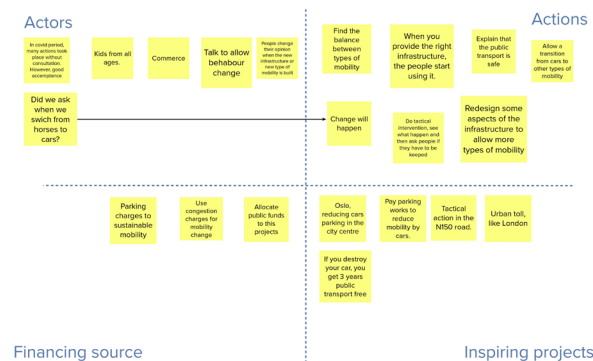 Actors
Actions
In covid period,
many actions took
place without
consultation.
However, good
accemplance
Kids from all
ages.
Commerce
Talk to allow
behabour
change
People change
their opinion
when the new
infrastructure or
new type of
mobility is built
Find the
balance
between
types of
mobility
When you
provide the right
infrastructure,
the people start
using it.
Explain that
the public
transport is
safe
Allow a
transition
from cars to
other types of
mobility
Did we ask
when we
swich from
horses to
cars?
Change will
happen
Do tactical
intervention, see
what happen and
then ask people if
they have to be
keeped
Redesign some
aspects of the
infrastructure to
allow more
types of mobility
Parking
charges to
sustainable
mobility
Use
congestion
charges for
mobility
change
Allocate
public funds
to this
projects
Oslo,
reducing cars
parking in the
city centre
Pay parking
works to
reduce
mobility by
cars.
Tactical
action in the
N150 road.
Urban toll,
like London
If you destroy
your car, you
get 3 years
public
transport free
Financing source
Inspiring projects